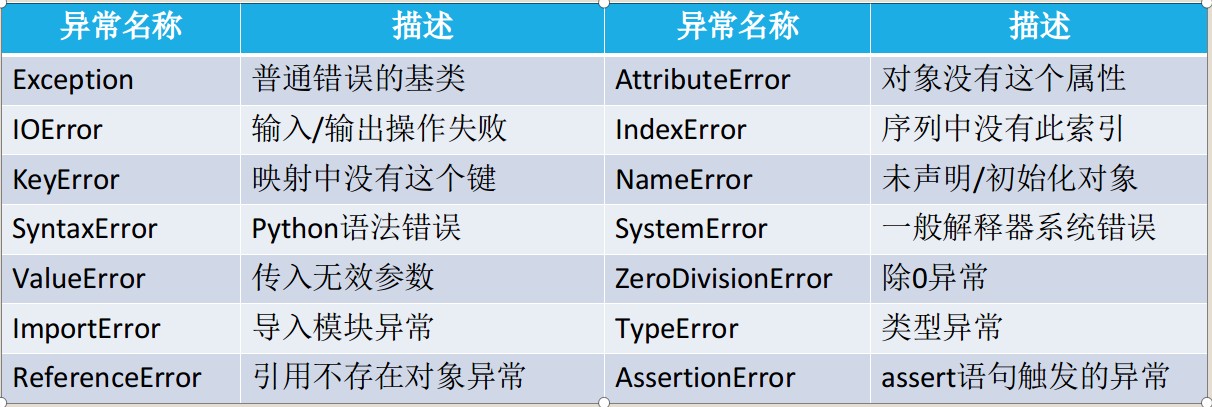 异常名称 描述 异常名称 描述
Exception 普通错误的基类 AttributeError 对象没有这个属性
IOError 输入/输出操作失败 IndexError 序列中没有此索引
KeyError 映射中没有这个键 NameError 未声明/初始化对象
SyntaxError Python语法错误 SystemError 一般解释器系统错误
ValueError 传入无效参数 ZeroDivisionError 除0异常
ImportError 导入模块异常 TypeError 类型异常
ReferenceError 引用不存在对象异常 AssertionError assert语句触发的异常